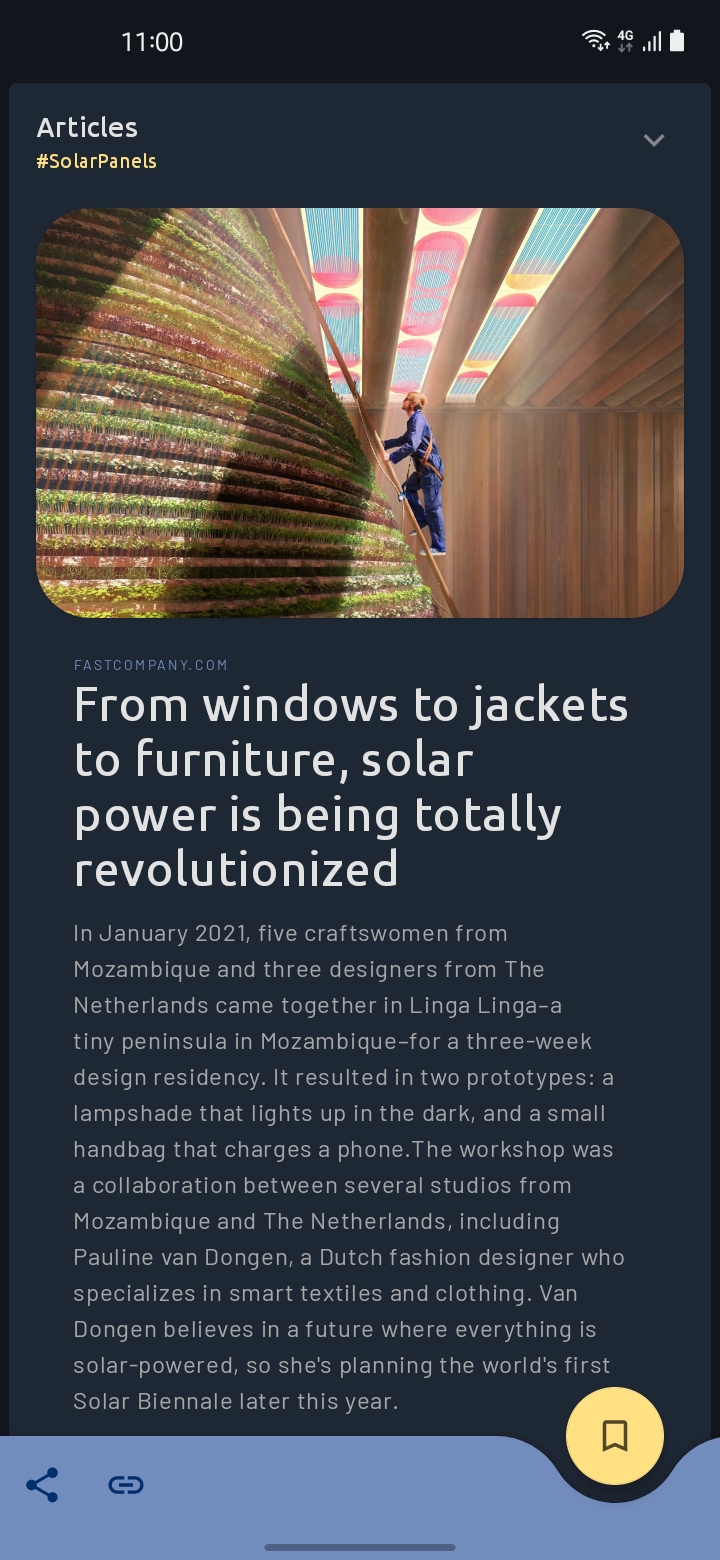 11:00
4G
Articles
#SolarPanels
FASTCOMPANY.COM
From windows to jackets
to furniture, solar
power is being totally
revolutionized
In January 2021, five craftswomen from
Mozambique and three designers from The
Netherlands came together in Linga Linga–a
tiny peninsula in Mozambique–for a three-week
design residency. It resulted in two prototypes: a
lampshade that lights up in the dark, and a small
handbag that charges a phone.The workshop was
a collaboration between several studios from
Mozambique and The Netherlands, including
Pauline van Dongen, a Dutch fashion designer who
specializes in smart textiles and clothing. Van
Dongen believes in a future where everything is
solar-powered, so she's planning the world's first
Solar Biennale later this year.